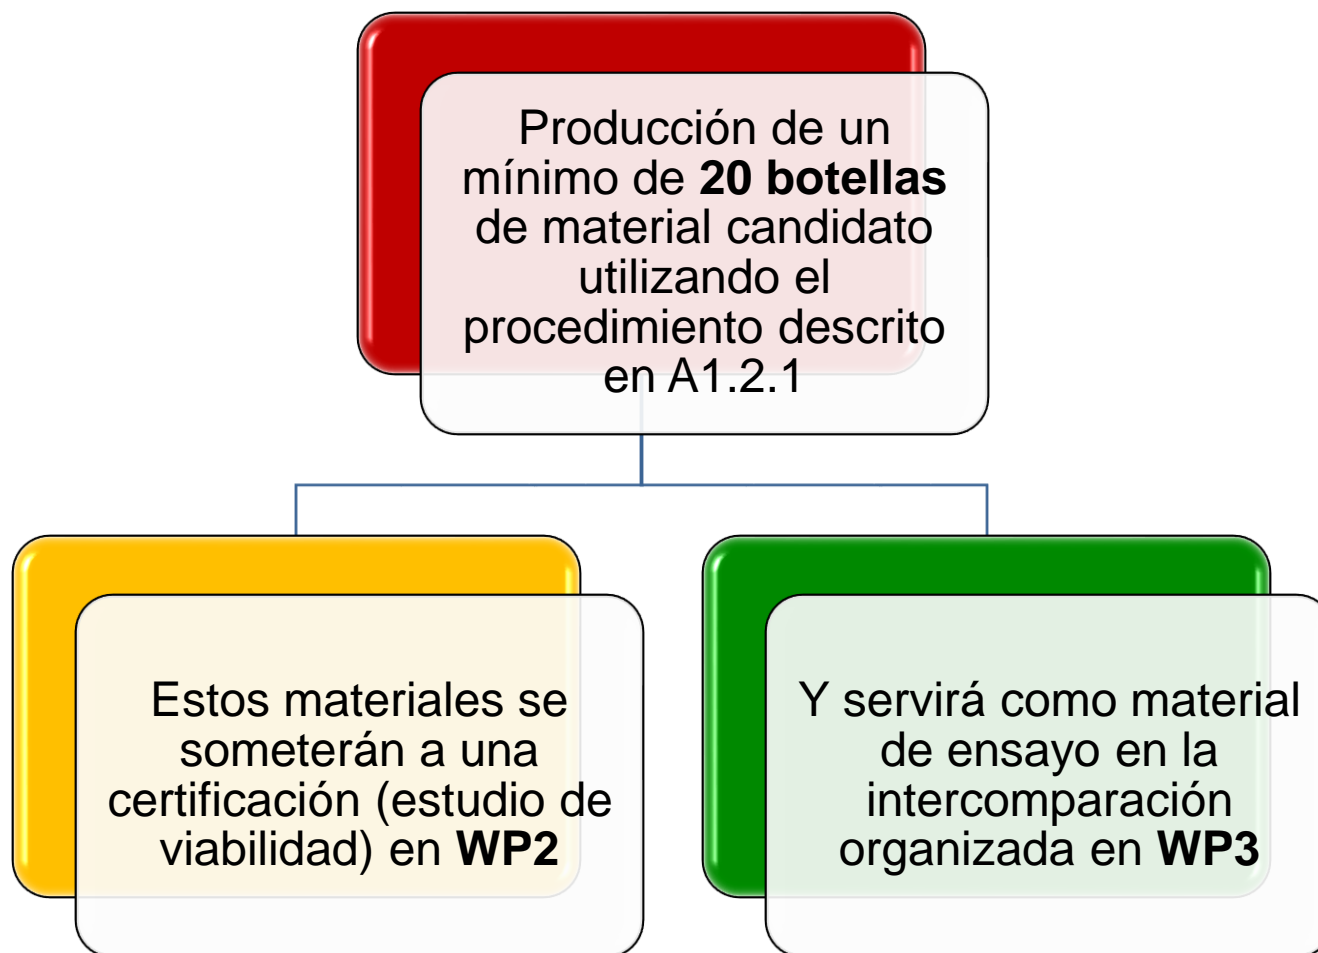 Producción de un
mínimo de 20 botellas
de material candidato
utilizando el
procedimiento descrito
en A1.2.1
Estos materiales se
someterán a una
certificación (estudio de
viabilidad) en WP2
Y servirá como material
de ensayo en la
intercomparación
organizada en WP3